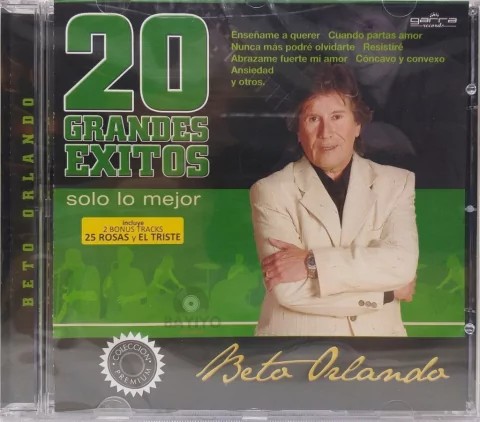 garra
records
Enseñame a querer Cuando partas amor
Nunca más podré olvidarte Resistiré
Abrazame fuerte mi amor Concavo y convexo
Ansiedad
y otros.
20
GRANDES
EXITOS
solo lo mejor
Incluye
2 BONUS TRACKS
25 ROSAS y EL TRISTE
BETO ORLANDO
COLECCION
PREMIUM
Beto Orlando